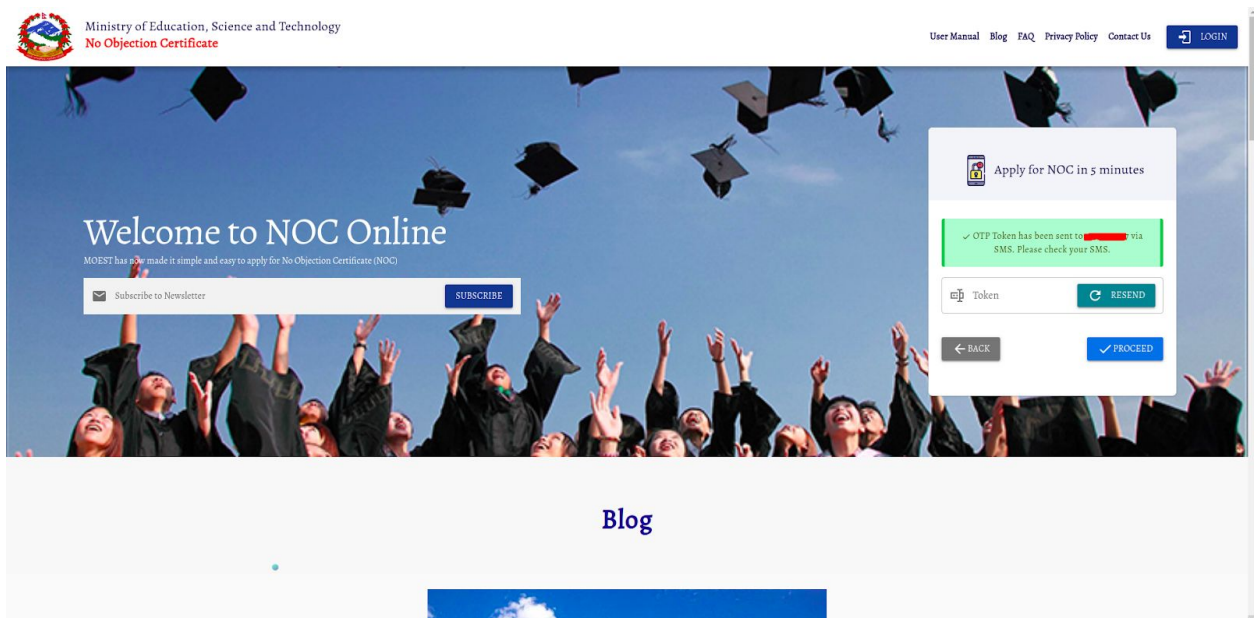 Ministry of Education, Science and Technology
No Objection Certificate
User Manual Blog FAQ Privacy Policy Contact Us LOGIN
Welcome to NOC Online
MOEST has now made it simple and easy to apply for No Objection Certificate (NOC)
Subscribe to Newsletter SUBSCRIBE
Apply for NOC in 5 minutes
OTP Token has been sent to via
SMS. Please check your SMS.
Token RESEND
BACK PROCEED
Blog